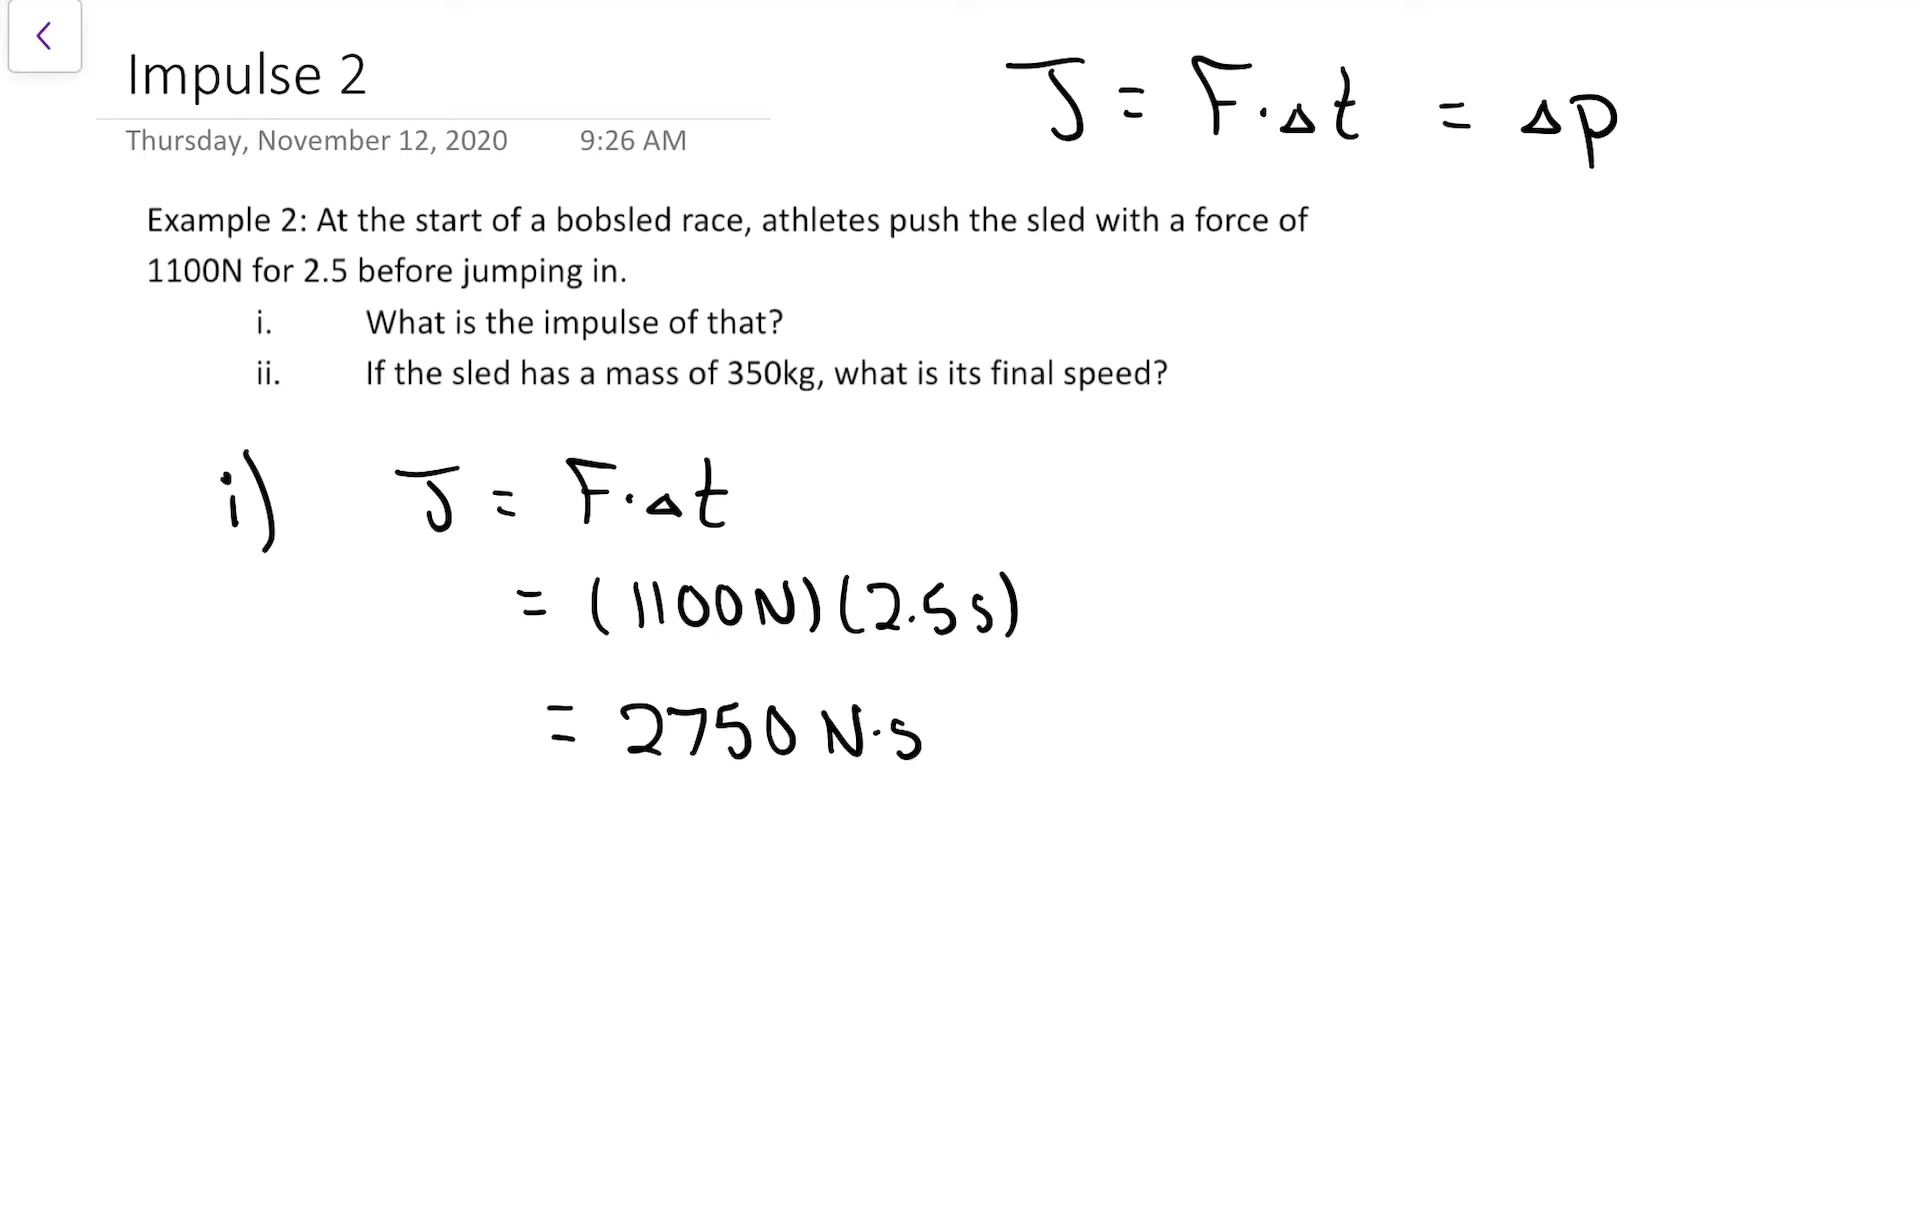 Impulse 2
Thursday, November 12, 2020 9:26 AM
J = F·Δt = Δp
Example 2: At the start of a bobsled race, athletes push the sled with a force of
1100N for 2.5 before jumping in.
i. What is the impulse of that?
ii. If the sled has a mass of 350kg, what is its final speed?
i) J = F·Δt
= (1100N)(2.5s)
= 2750 N·s